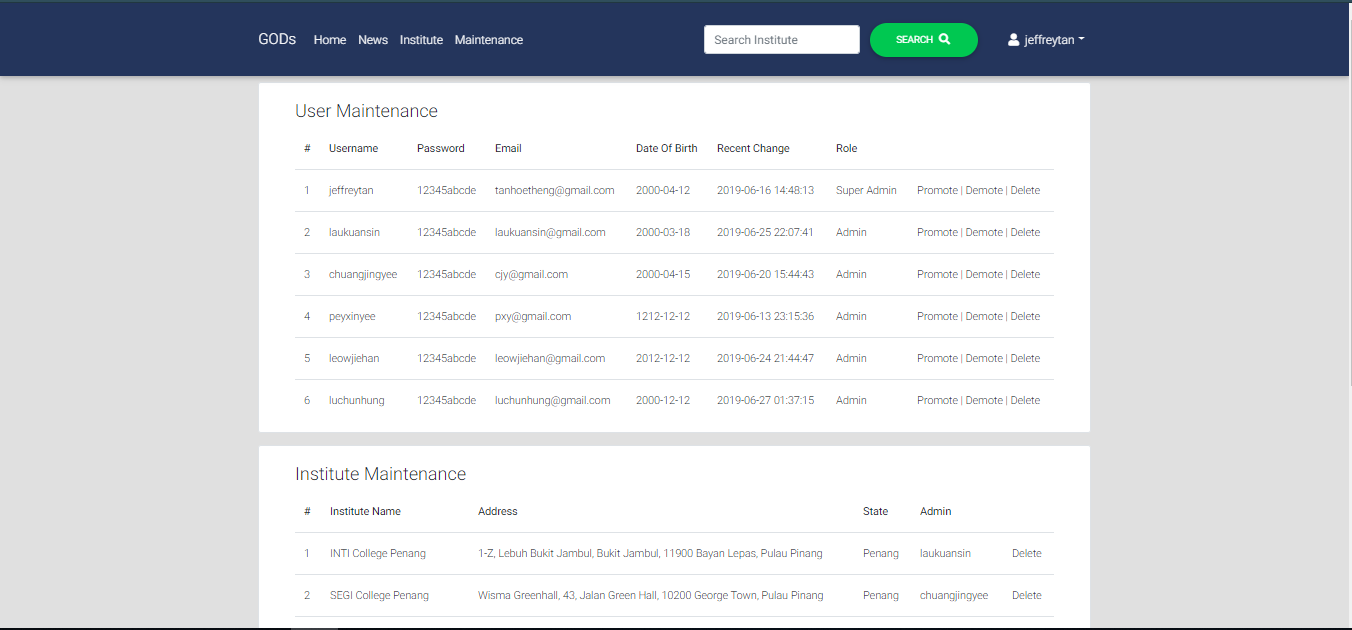 GODs Home News Institute Maintenance Search Institute SEARCH jeffreytan
User Maintenance
# Username Password Email Date Of Birth Recent Change Role
1 jeffreytan 12345abcde tanhoetheng@gmail.com 2000-04-12 2019-06-16 14:48:13 Super Admin Promote | Demote | Delete
2 laukuansin 12345abcde laukuansin@gmail.com 2000-03-18 2019-06-25 22:07:41 Admin Promote | Demote | Delete
3 chuangjingyee 12345abcde cjy@gmail.com 2000-04-15 2019-06-20 15:44:43 Admin Promote | Demote | Delete
4 peyxinyee 12345abcde pxy@gmail.com 1212-12-12 2019-06-13 23:15:36 Admin Promote | Demote | Delete
5 leowjiehan 12345abcde leowjiehan@gmail.com 2012-12-12 2019-06-24 21:44:47 Admin Promote | Demote | Delete
6 luchunhung 12345abcde luchunhung@gmail.com 2000-12-12 2019-06-27 01:37:15 Admin Promote | Demote | Delete
Institute Maintenance
# Institute Name Address State Admin
1 INTI College Penang 1-Z, Lebuh Bukit Jambul, Bukit Jambul, 11900 Bayan Lepas, Pulau Pinang Penang laukuansin Delete
2 SEGI College Penang Wisma Greenhall, 43, Jalan Green Hall, 10200 George Town, Pulau Pinang Penang chuangjingyee Delete